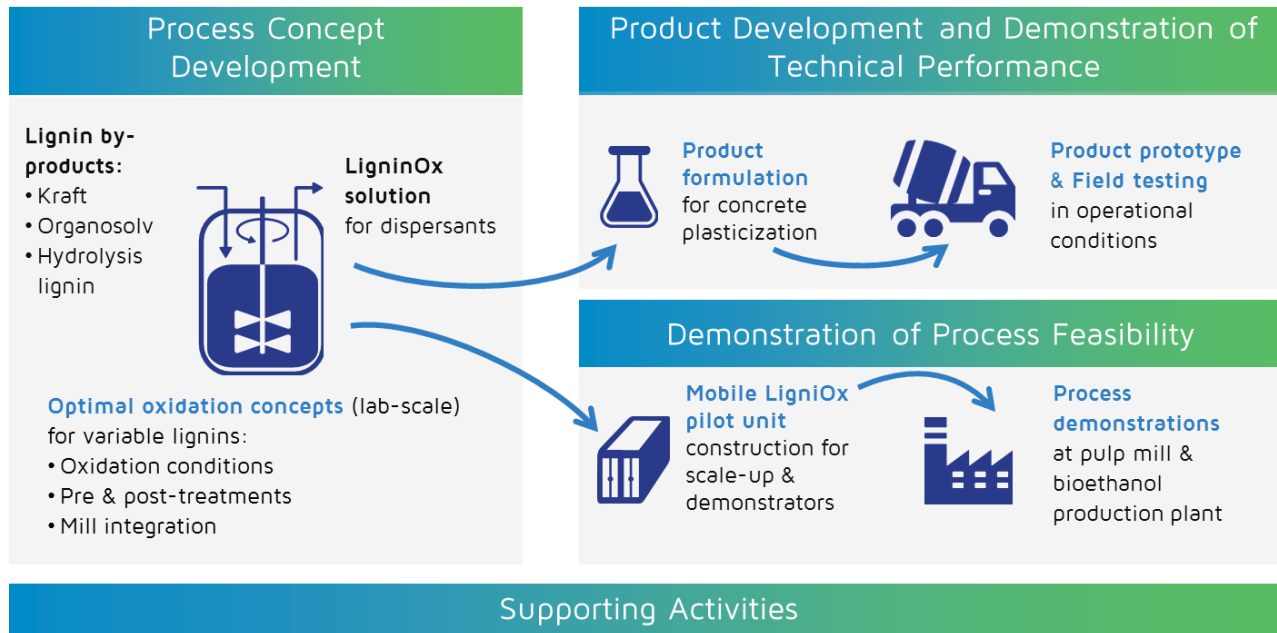 Process Concept
Development
Lignin by-
products:
• Kraft
• Organosolv
• Hydrolysis
lignin
LigninOx
solution
for dispersants
Optimal oxidation concepts (lab-scale)
for variable lignins:
• Oxidation conditions
• Pre & post-treatments
• Mill integration
Product Development and Demonstration of
Technical Performance
Product
formulation
for concrete
plasticization
Product prototype
& Field testing
in operational
conditions
Demonstration of Process Feasibility
Mobile LigniOx
pilot unit
construction for
scale-up &
demonstrators
Process
demonstrations
at pulp mill &
bioethanol
production plant
Supporting Activities